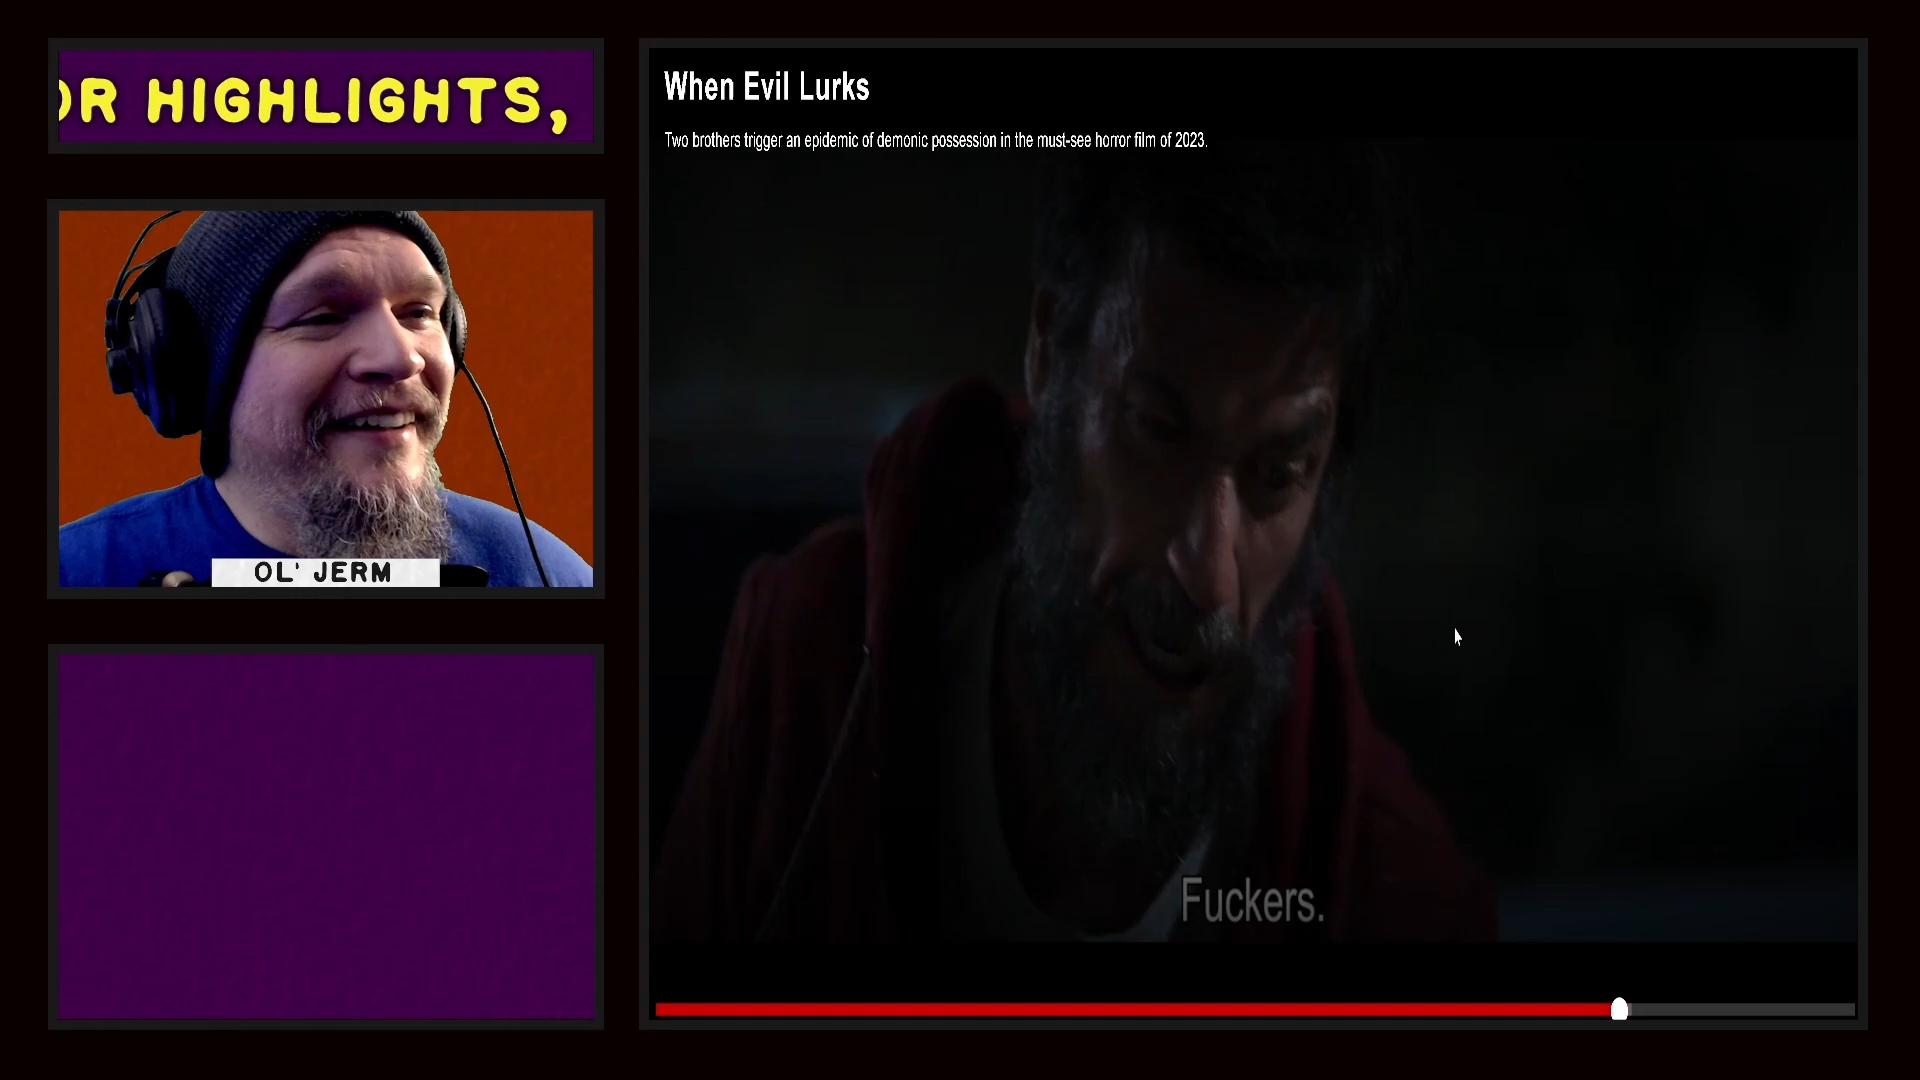 OR HIGHLIGHTS,
When Evil Lurks
Two brothers trigger an epidemic of demonic possession in the must-see horror film of 2023.
OL' JERM
Fuckers.